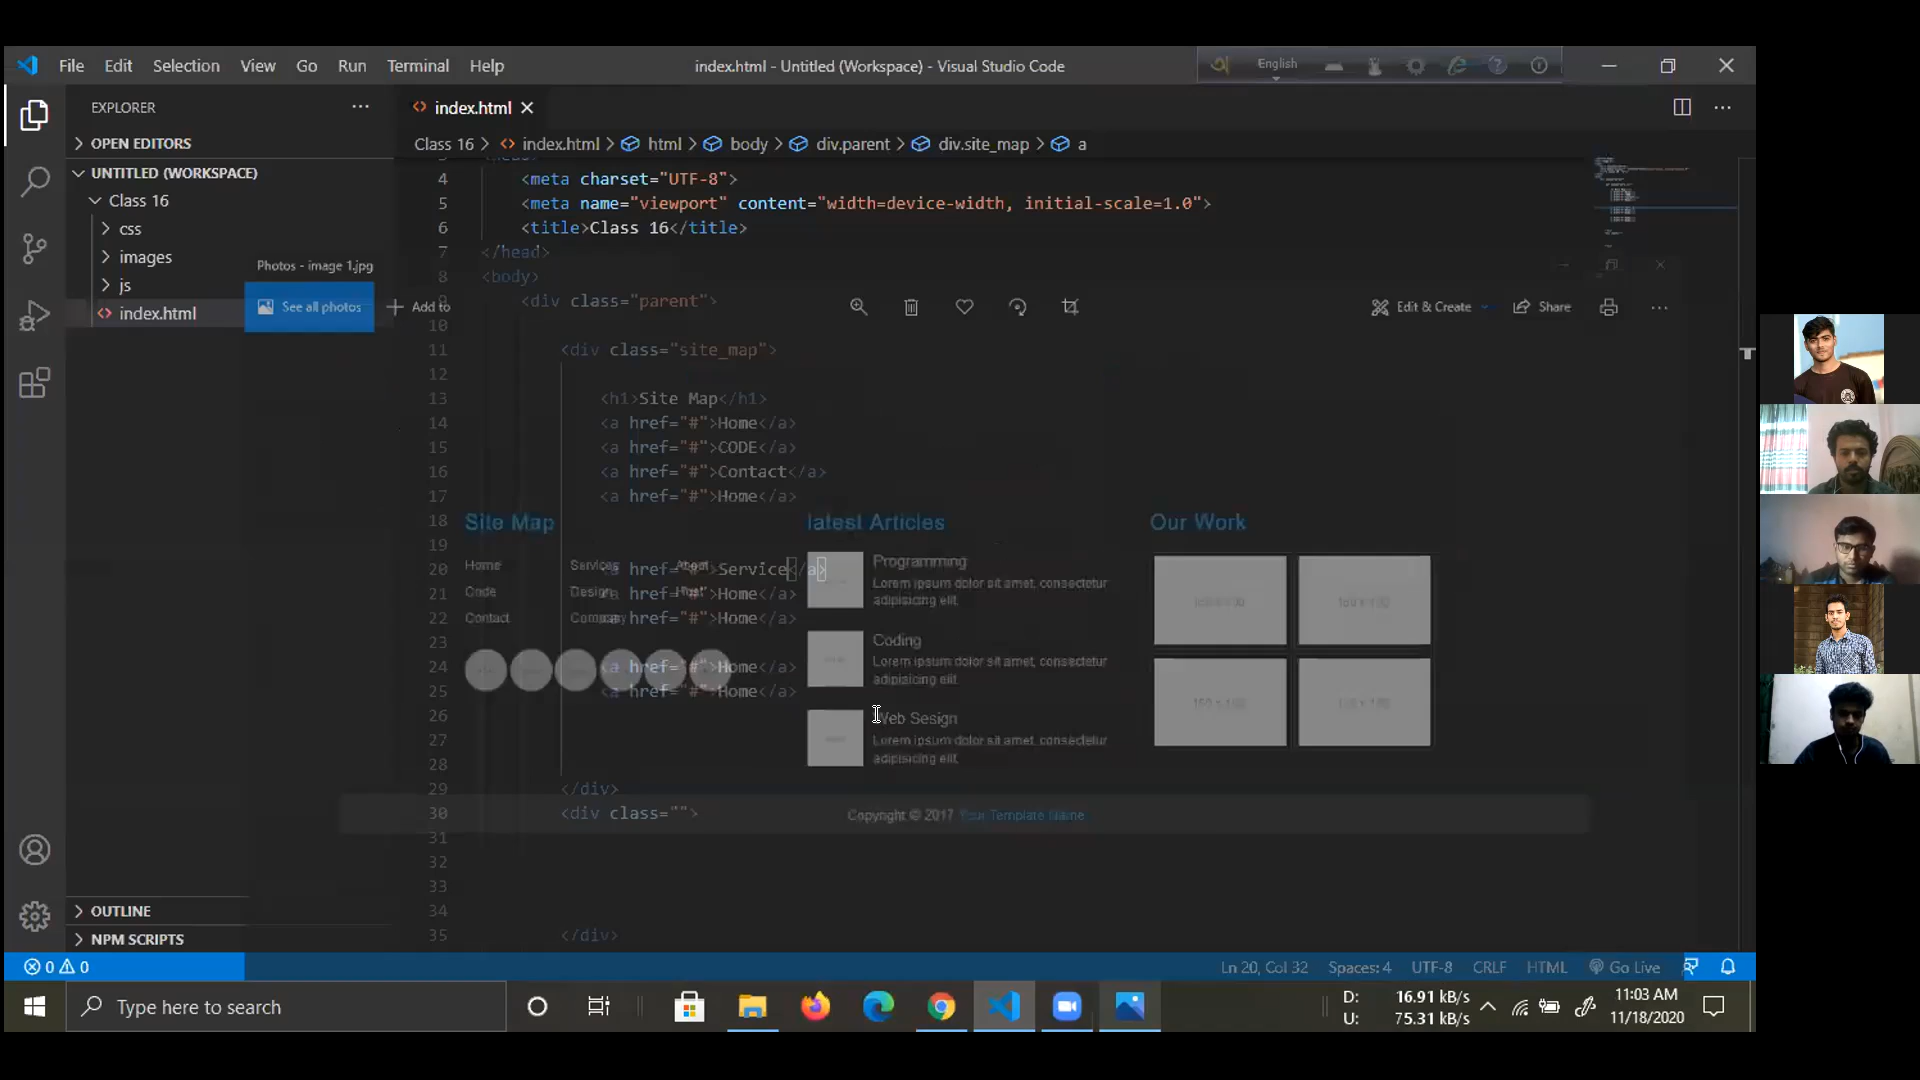 File Edit Selection View Go Run Terminal Help
index.html - Untitled (Workspace) - Visual Studio Code
English
EXPLORER
index.html
OPEN EDITORS
Class 16 > index.html > html > body > div.parent > div.site_map > a
UNTITLED (WORKSPACE)
Class 16
css
images
js
index.html
Photos - image 1.jpg
See all photos
Add to
Edit & Create
Share
4 <meta charset="UTF-8">
5 <meta name="viewport" content="width=device-width, initial-scale=1.0">
6 <title>Class 16</title>
7 </head>
8 <body>
9 <div class="parent">
10
11 <div class="site_map">
12
13 <h1>Site Map</h1>
14 <a href="#">Home</a>
15 <a href="#">CODE</a>
16 <a href="#">Contact</a>
17 <a href="#">Home</a>
18
19
20 <a href="#">Service</a>
21 <a href="#">Home</a>
22 <a href="#">Home</a>
23
24 <a href="#">Home</a>
25 <a href="#">Home</a>
26
27
28
29 </div>
30 <div class="">
31
32
33
34
35 </div>
Site Map
Home Services About
Code Design
Contact Company
latest Articles
Programming
Lorem ipsum dolor sit amet, consectetur
adipisicing elit.
Coding
Lorem ipsum dolor sit amet, consectetur
adipisicing elit.
Web Sesign
Lorem ipsum dolor sit amet, consectetur
adipisicing elit.
Our Work
Copyright © 2017 Your Template Name
OUTLINE
NPM SCRIPTS
0 0
Ln 20, Col 32 Spaces: 4 UTF-8 CRLF HTML Go Live
Type here to search
D: 16.91 kB/s
U: 75.31 kB/s
11:03 AM
11/18/2020